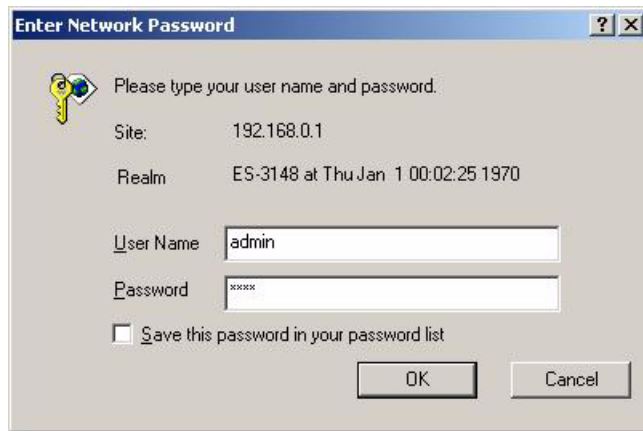 Enter Network Password
Please type your user name and password.
Site: 192.168.0.1
Realm ES-3148 at Thu Jan 1 00:02:25 1970
User Name admin
Password ××××
Save this password in your password list
OK Cancel